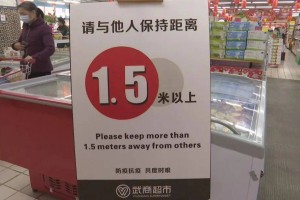 请与他人保持距离
1.5 米以上
Please keep more than
1.5 meters away from others
防疫抗疫 共度时艰
武商超市